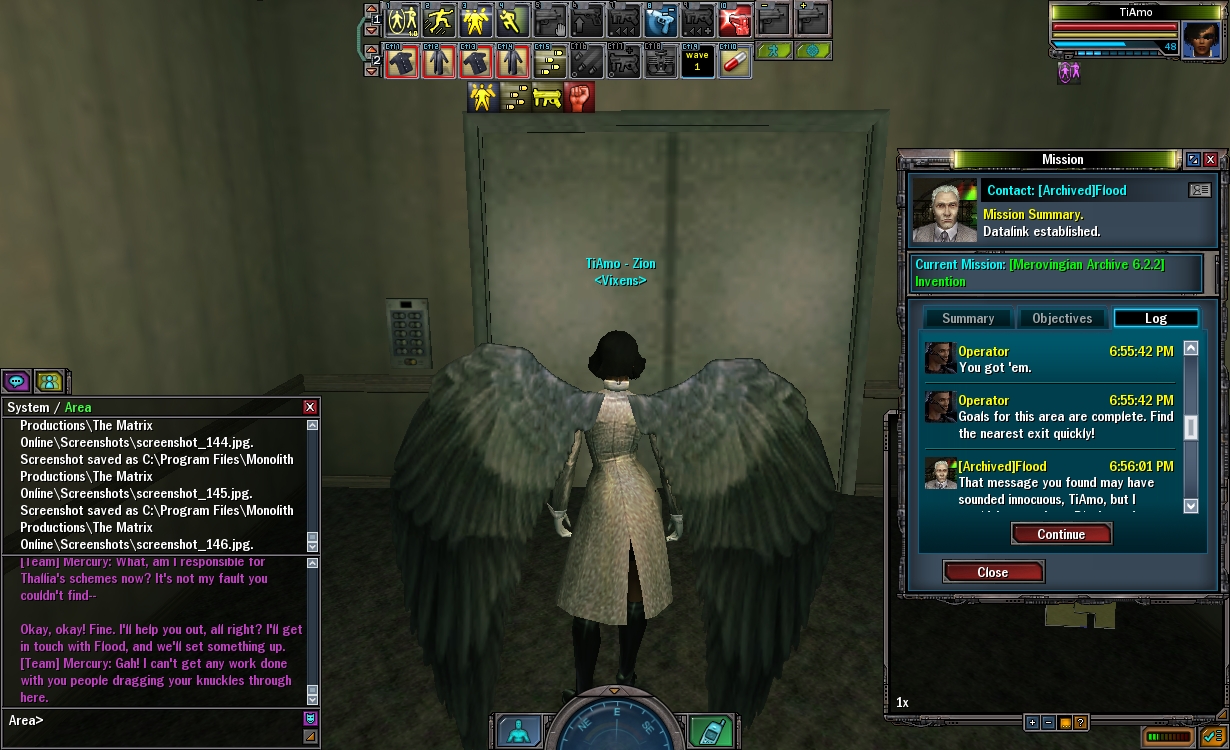 TiAmo
48
wave
1
TiAmo - Zion
<Vixens>
Mission
Contact: [Archived]Flood
Mission Summary.
Datalink established.
Current Mission: [Merovingian Archive 6.2.2]
Invention
Summary
Objectives
Log
Operator 6:55:42 PM
You got 'em.
Operator 6:55:42 PM
Goals for this area are complete. Find
the nearest exit quickly!
[Archived]Flood 6:56:01 PM
That message you found may have
sounded innocuous, TiAmo, but I
Continue
Close
1x
System / Area
Productions\The Matrix
Online\Screenshots\screenshot_144.jpg.
Screenshot saved as C:\Program Files\Monolith
Productions\The Matrix
Online\Screenshots\screenshot_145.jpg.
Screenshot saved as C:\Program Files\Monolith
Productions\The Matrix
Online\Screenshots\screenshot_146.jpg.
[Team] Mercury: What, am I responsible for
Thallia's schemes now? It's not my fault you
couldn't find--
Okay, okay! Fine. I'll help you out, all right? I'll get
in touch with Flood, and we'll set something up.
[Team] Mercury: Gah! I can't get any work done
with you people dragging your knuckles through
here.
Area>
NE E SE